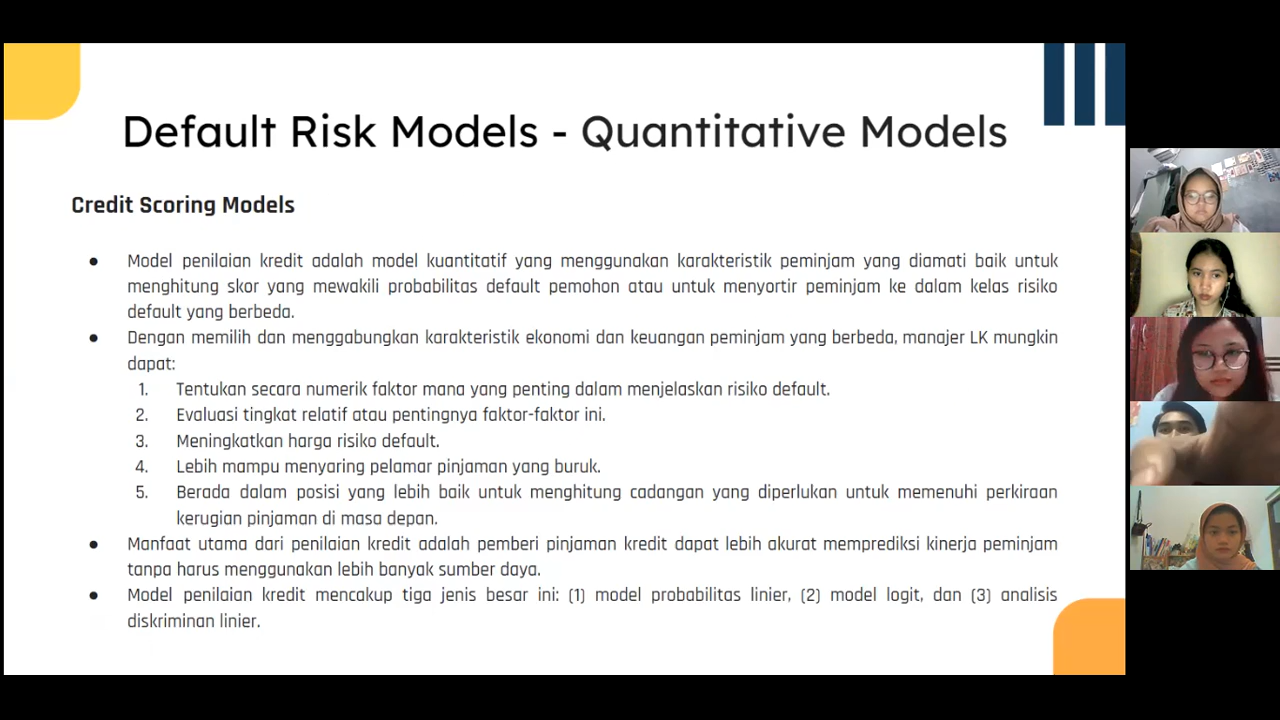 Default Risk Models - Quantitative Models
Credit Scoring Models
● Model penilaian kredit adalah model kuantitatif yang menggunakan karakteristik peminjam yang diamati baik untuk
menghitung skor yang mewakili probabilitas default pemohon atau untuk menyortir peminjam ke dalam kelas risiko
default yang berbeda.
● Dengan memilih dan menggabungkan karakteristik ekonomi dan keuangan peminjam yang berbeda, manajer LK mungkin
dapat:
1. Tentukan secara numerik faktor mana yang penting dalam menjelaskan risiko default.
2. Evaluasi tingkat relatif atau pentingnya faktor-faktor ini.
3. Meningkatkan harga risiko default.
4. Lebih mampu menyaring pelamar pinjaman yang buruk.
5. Berada dalam posisi yang lebih baik untuk menghitung cadangan yang diperlukan untuk memenuhi perkiraan
kerugian pinjaman di masa depan.
● Manfaat utama dari penilaian kredit adalah pemberi pinjaman kredit dapat lebih akurat memprediksi kinerja peminjam
tanpa harus menggunakan lebih banyak sumber daya.
● Model penilaian kredit mencakup tiga jenis besar ini: (1) model probabilitas linier, (2) model logit, dan (3) analisis
diskriminan linier.